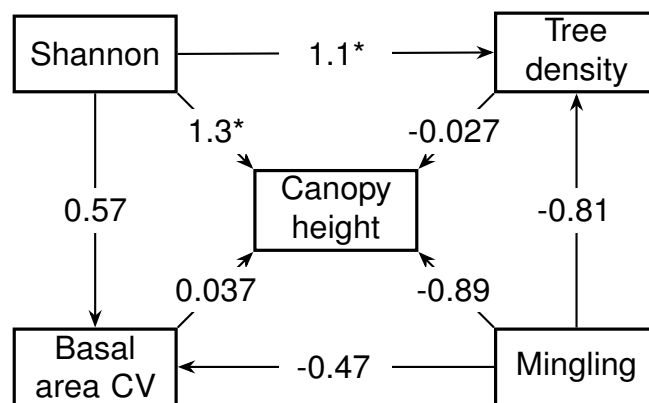 Shannon
1.1*
Tree
density
1.3*
-0.027
Canopy
height
0.57
-0.81
0.037
-0.89
Basal
area CV
-0.47
Mingling